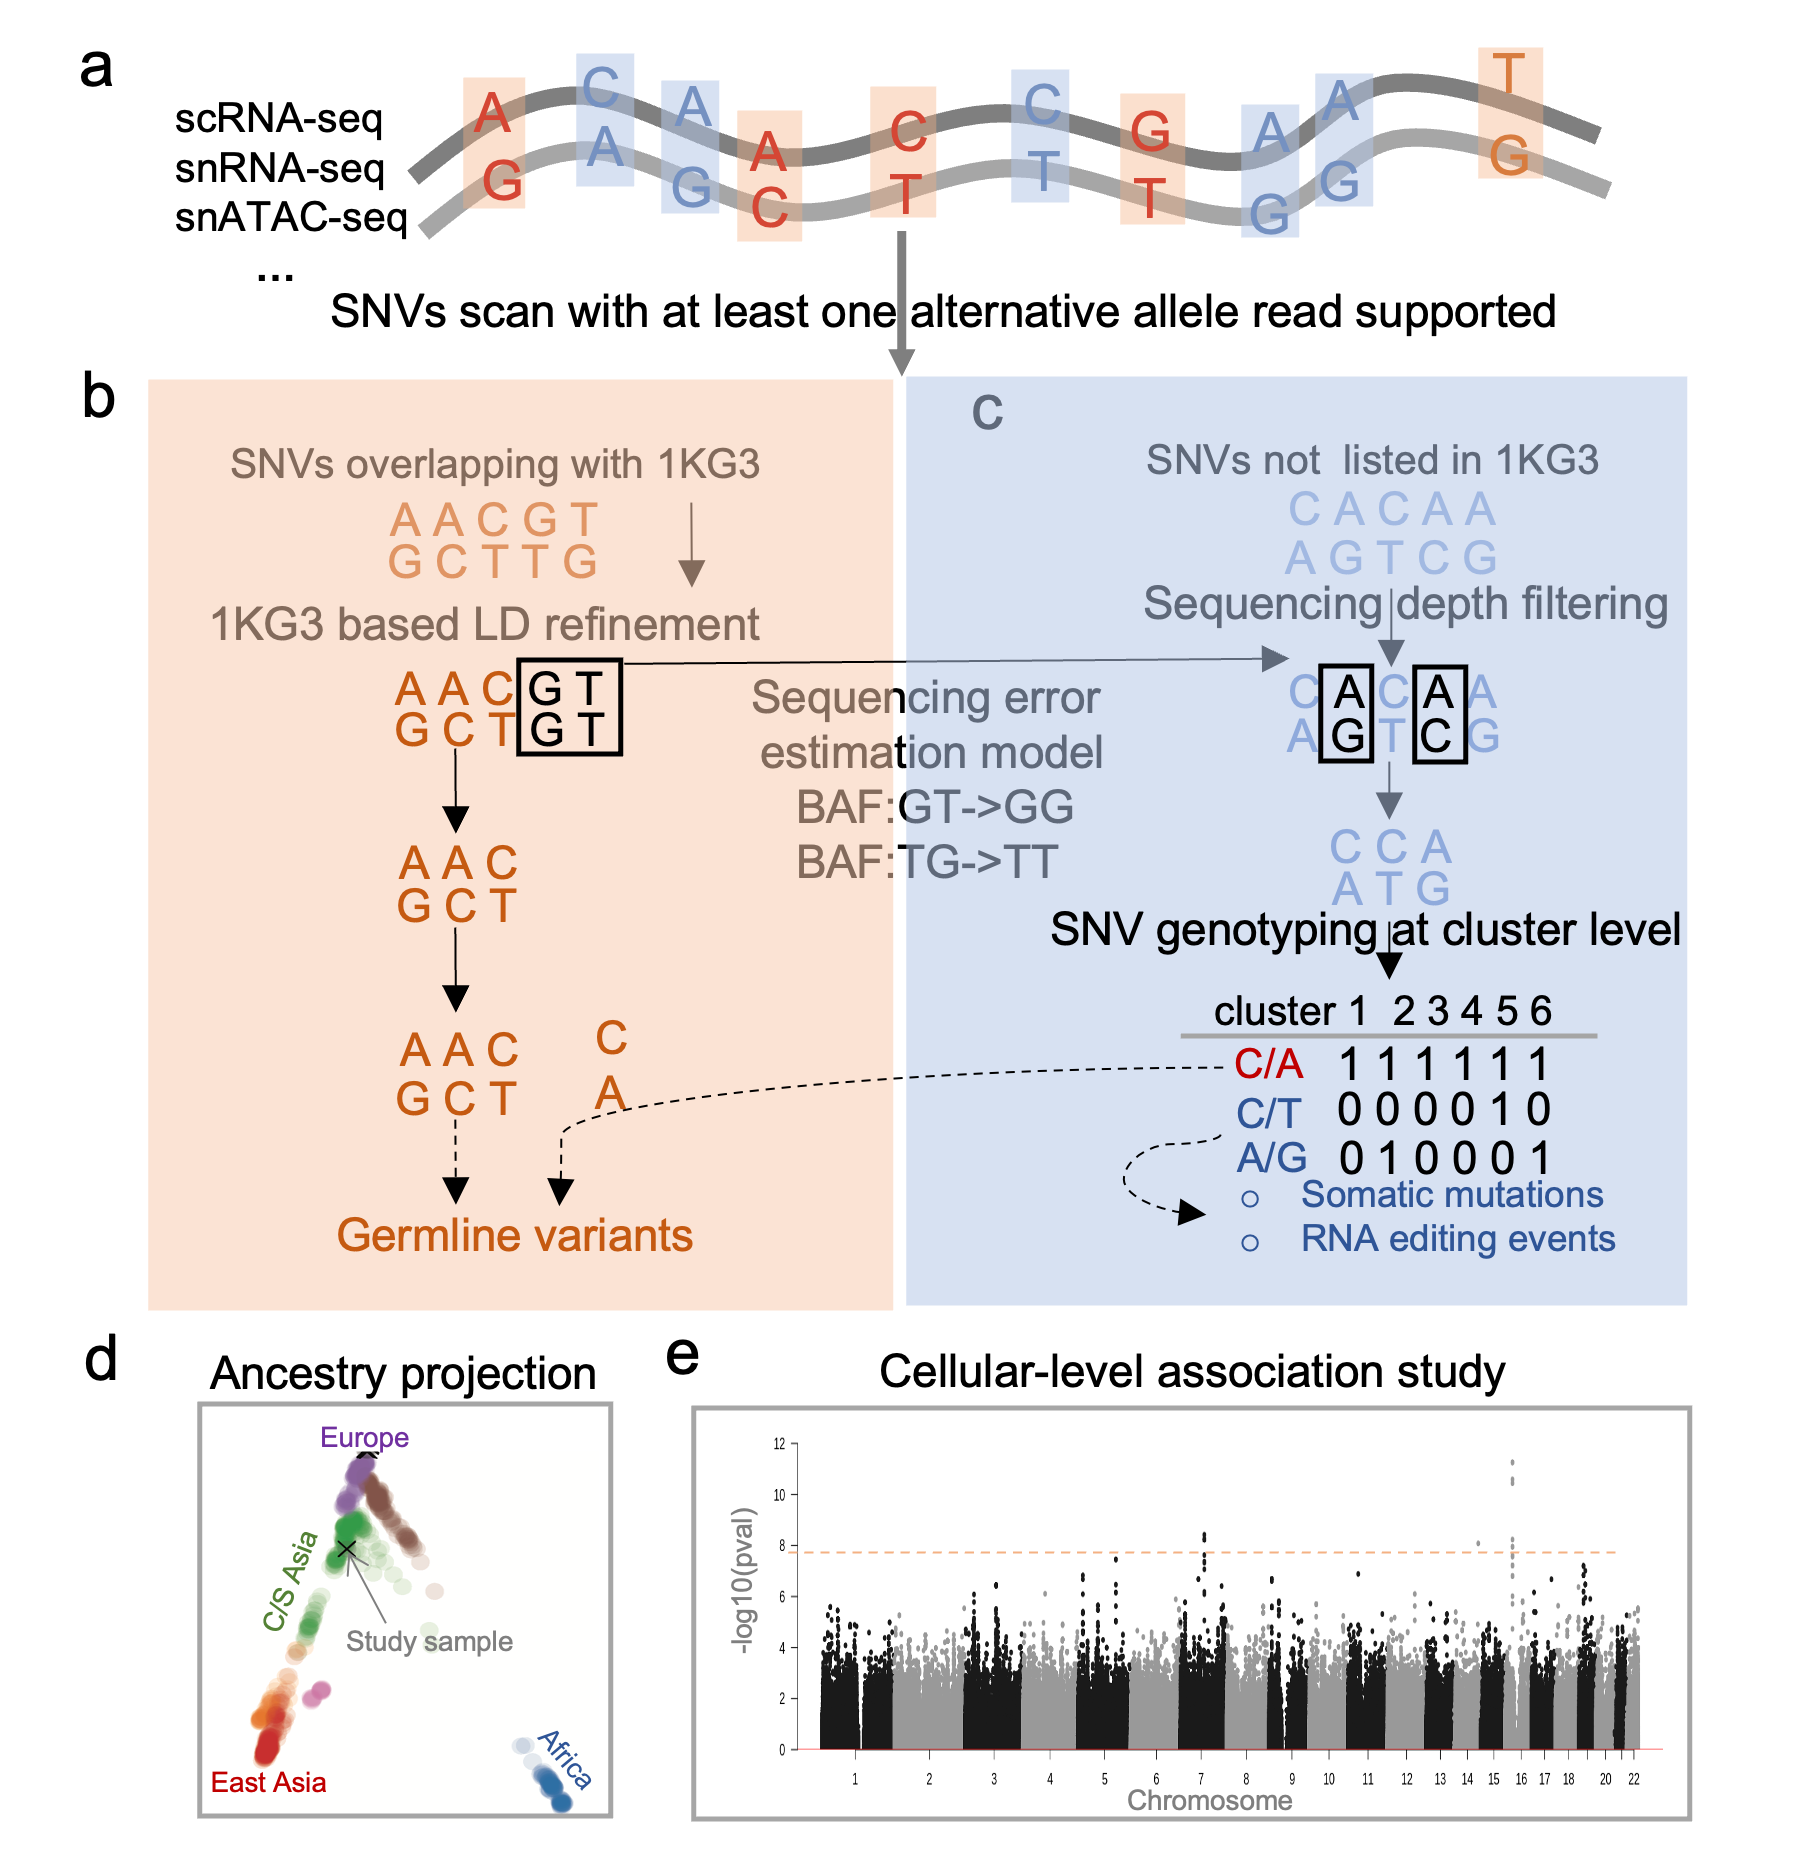 a
scRNA-seq
snRNA-seq
snATAC-seq
...
A C A A C C G A A T
G A G C T T T G G G
SNVs scan with at least one alternative allele read supported
b
SNVs overlapping with 1KG3
A A C G T
G C T T G
1KG3 based LD refinement
A A C G T
G C T G T
A A C
G C T
A A C C
G C T A
Germline variants
Sequencing error
estimation model
BAF:GT->GG
BAF:TG->TT
c
SNVs not listed in 1KG3
C A C A A
A G T C G
Sequencing depth filtering
C A C A A
A G T C G
C C A
A T G
SNV genotyping at cluster level
cluster 1 2 3 4 5 6
C/A 1 1 1 1 1 1
C/T 0 0 0 0 1 0
A/G 0 1 0 0 0 1
Somatic mutations
RNA editing events
d
Ancestry projection
Europe
C/S Asia
Study sample
East Asia
Africa
e
Cellular-level association study
-log10(pval)
12
10
8
6
4
2
0
1 2 3 4 5 6 7 8 9 10 11 12 13 14 15 16 17 18 20 22
Chromosome